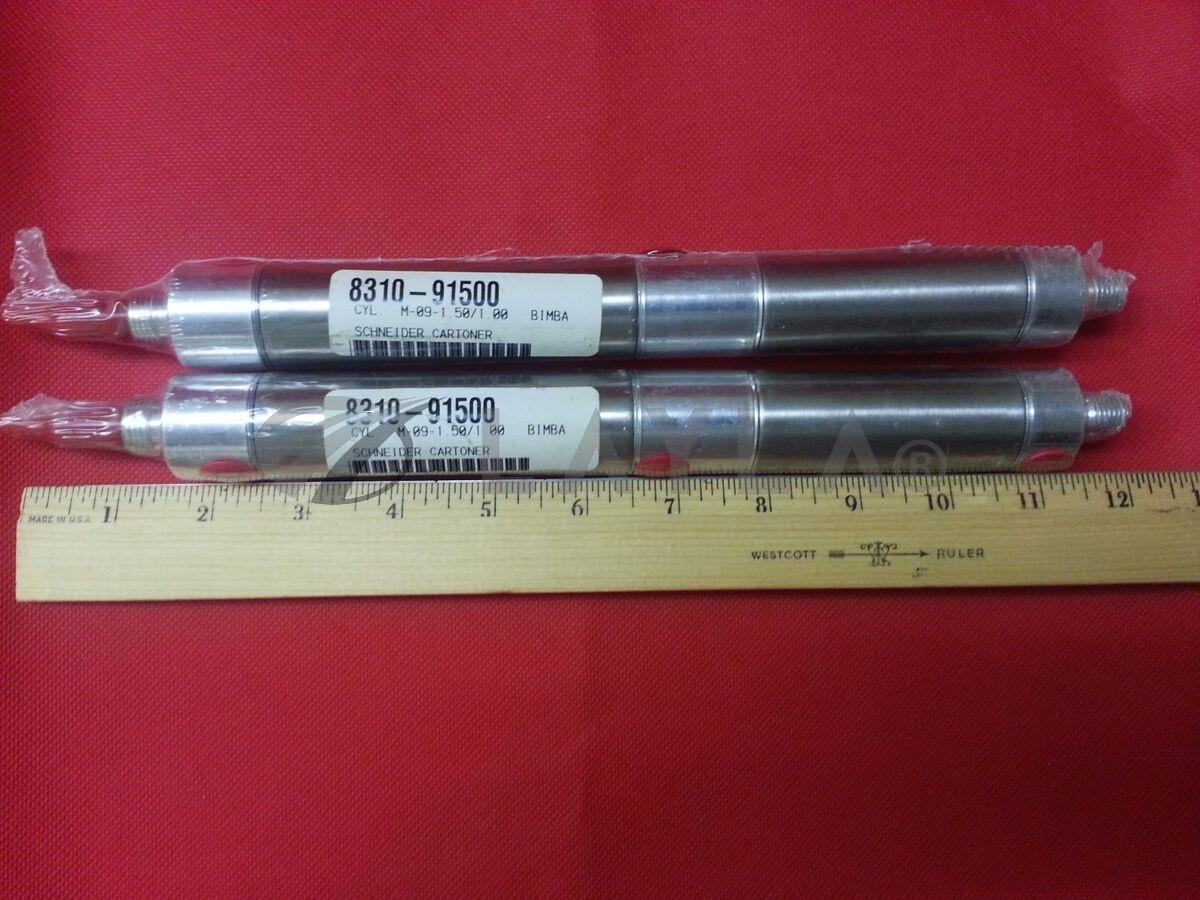 8310-91500
CYL. M-09-1.50/1.00 BIMBA
SCHNEIDER CARTONER
8310-91500
CYL. M-09-1.50/1.00 BIMBA
SCHNEIDER CARTONER
LAYLA®
MADE IN U.S.A. 1 2 3 4 5 6 7 8 9 10 11 12
WESTCOTT RULER